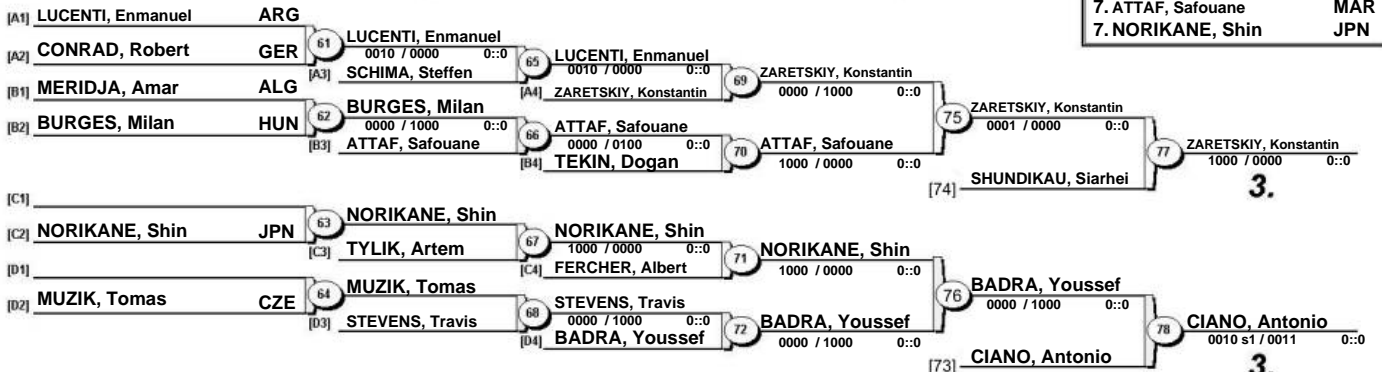 7. ATTAF, Safouane MAR
7. NORIKANE, Shin JPN
[A1] LUCENTI, Enmanuel ARG
61 LUCENTI, Enmanuel
0010 / 0000 0::0
[A2] CONRAD, Robert GER
[A3] SCHIMA, Steffen
65 LUCENTI, Enmanuel
0010 / 0000 0::0
[A4] ZARETSKIY, Konstantin
69 ZARETSKIY, Konstantin
0000 / 1000 0::0
[B1] MERIDJA, Amar ALG
62 BURGES, Milan
0000 / 1000 0::0
[B2] BURGES, Milan HUN
[B3] ATTAF, Safouane
66 ATTAF, Safouane
0000 / 0100 0::0
[B4] TEKIN, Dogan
70 ATTAF, Safouane
1000 / 0000 0::0
75 ZARETSKIY, Konstantin
0001 / 0000 0::0
[74] SHUNDIKAU, Siarhei
77 ZARETSKIY, Konstantin
1000 / 0000 0::0
3.
[C1]
63 NORIKANE, Shin
[C2] NORIKANE, Shin JPN
[C3] TYLIK, Artem
67 NORIKANE, Shin
1000 / 0000 0::0
[C4] FERCHER, Albert
71 NORIKANE, Shin
1000 / 0000 0::0
[D1]
64 MUZIK, Tomas
[D2] MUZIK, Tomas CZE
[D3] STEVENS, Travis
68 STEVENS, Travis
0000 / 1000 0::0
[D4] BADRA, Youssef
72 BADRA, Youssef
0000 / 1000 0::0
76 BADRA, Youssef
0000 / 1000 0::0
[73] CIANO, Antonio
78 CIANO, Antonio
0010 s1 / 0011 0::0
3.